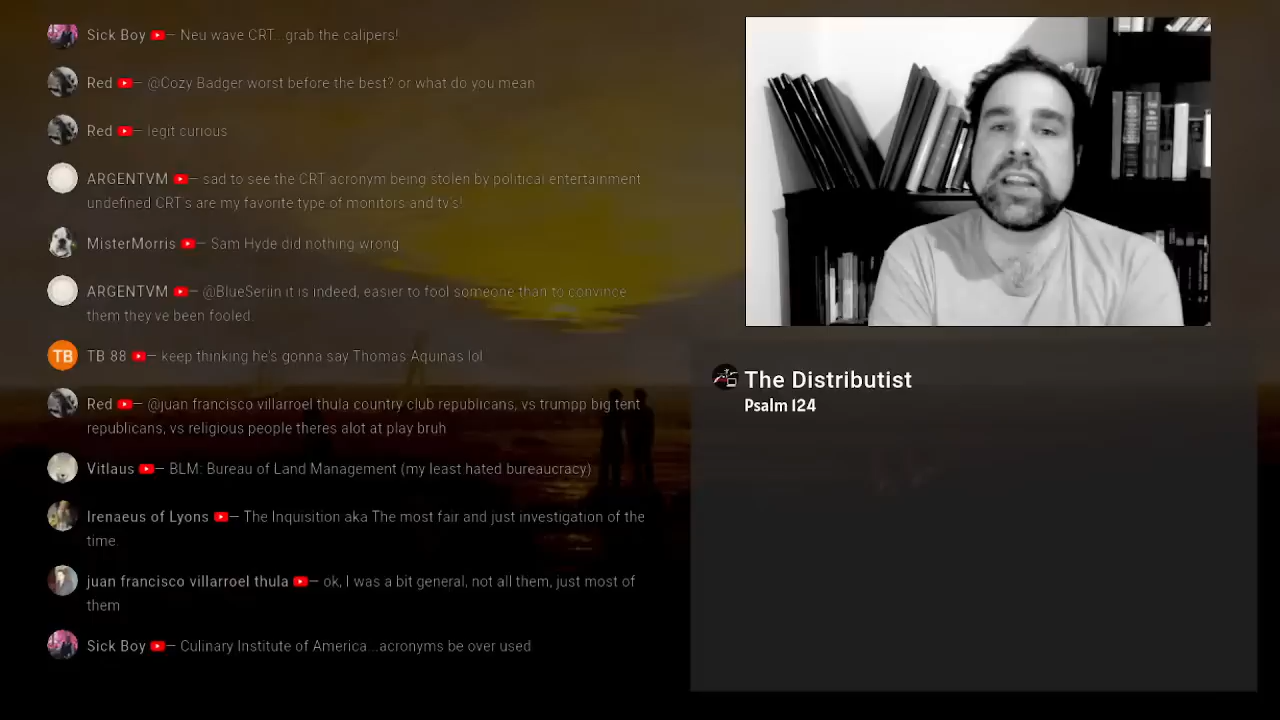 Sick Boy — Neu wave CRT...grab the calipers!
Red — @Cozy Badger worst before the best? or what do you mean
Red — legit curious
ARGENTVM — sad to see the CRT acronym being stolen by political entertainment
undefined CRT's are my favorite type of monitors and tv's!
MisterMorris — Sam Hyde did nothing wrong
ARGENTVM — @BlueSeriin it is indeed, easier to fool someone than to convince
them they've been fooled.
TB
TB 88 — keep thinking he's gonna say Thomas Aquinas lol
Red — @juan francisco villarroel thula country club republicans, vs trumpp big tent
republicans, vs religious people theres alot at play bruh
Vitlaus — BLM: Bureau of Land Management (my least hated bureaucracy)
Irenaeus of Lyons — The Inquisition aka The most fair and just investigation of the
time.
juan francisco villarroel thula — ok, I was a bit general, not all them, just most of
them
Sick Boy — Culinary Institute of America...acronyms be over used
The Distributist
Psalm 124